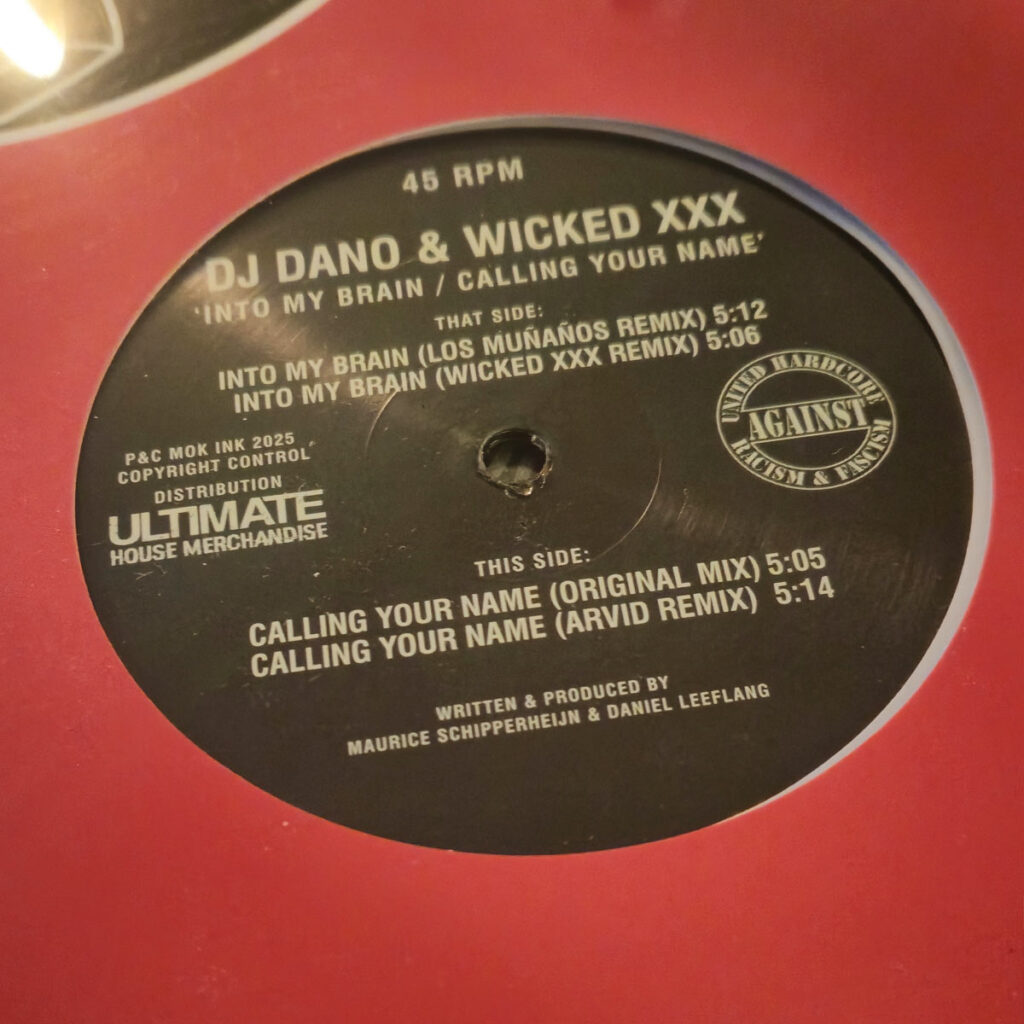 45 RPM
DJ DANO & WICKED XXX
'INTO MY BRAIN / CALLING YOUR NAME'
THAT SIDE:
INTO MY BRAIN (LOS MUÑAÑOS REMIX) 5:12
INTO MY BRAIN (WICKED XXX REMIX) 5:06
UNITED HARDCORE
AGAINST
RACISM & FASCISM
P&C MOK INK 2025
COPYRIGHT CONTROL
DISTRIBUTION
ULTIMATE
HOUSE MERCHANDISE
THIS SIDE:
CALLING YOUR NAME (ORIGINAL MIX) 5:05
CALLING YOUR NAME (ARVID REMIX) 5:14
WRITTEN & PRODUCED BY
MAURICE SCHIPPERHEIJN & DANIEL LEEFLANG